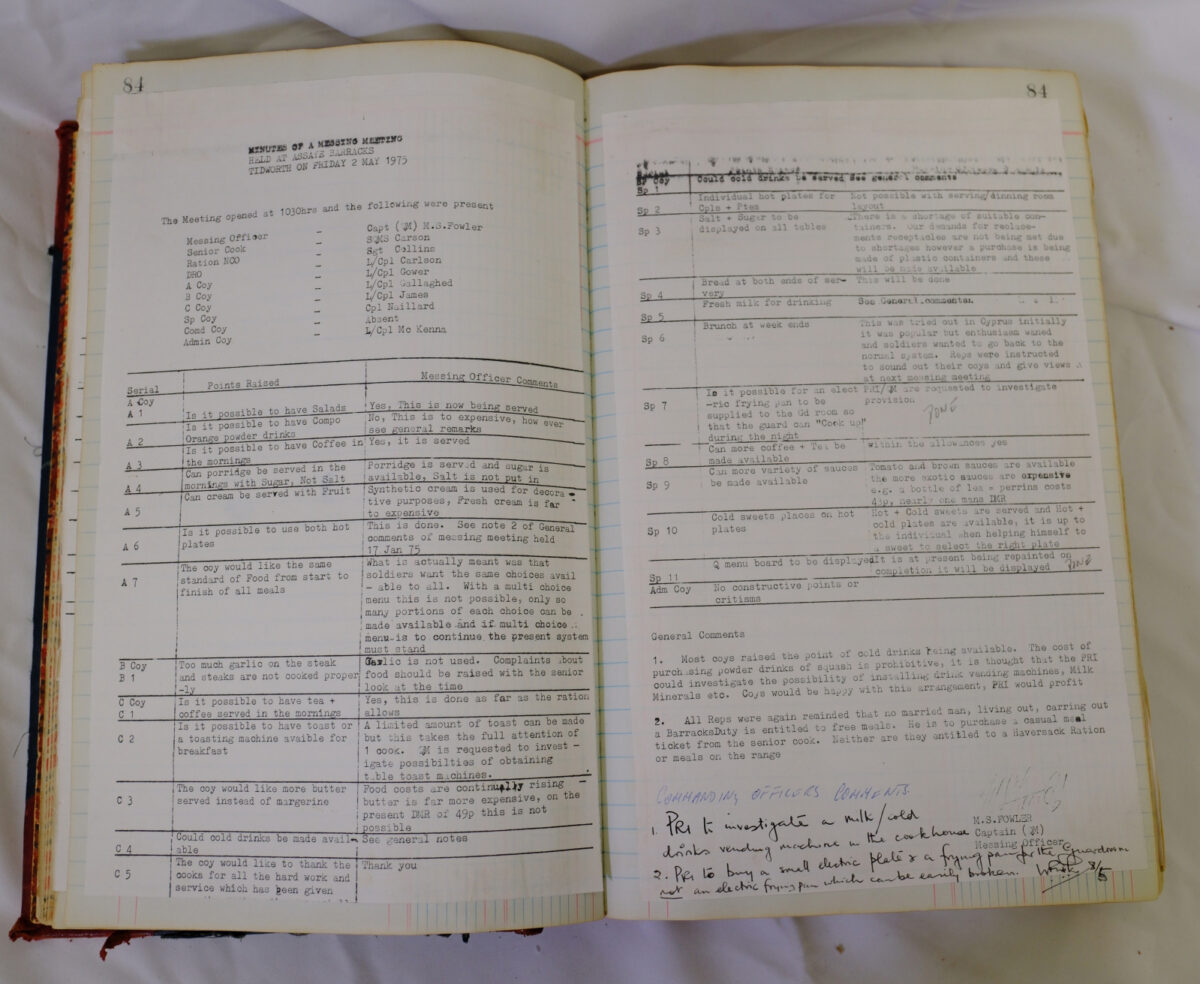 84
MINUTES OF A MESSING MEETING
HELD AT ASSAYE BARRACKS
TIDWORTH ON FRIDAY 2 MAY 1975
The Meeting opened at 1030hrs and the following were present
Messing Officer - Capt (QM) M.S.Fowler
Senior Cook - SQMS Carson
Ration NCO - Sgt Collins
DRO - L/Cpl Carlson
A Coy - L/Cpl Gower
B Coy - L/Cpl Gallaghed
C Coy - L/Cpl James
Sp Coy - Cpl Naillard
Comd Coy - Absent
Admin Coy L/Cpl Mc Kenna
Serial Points Raised Messing Officer Comments
A Coy
A 1 Is it possible to have Salads Yes, This is now being served
Is it possible to have Compo No, This is to expensive, how ever
A 2 Orange powder drinks see general remarks
Is it possible to have Coffee in Yes, it is served
A 3 the mornings
Can porridge be served in the Porridge is served and sugar is
A 4 mornings with Sugar, Not Salt available, Salt is not put in
Can cream be served with Fruit Synthetic cream is used for decora
A 5 tive purposes, Fresh cream is far
to expensive
Is it possible to use both hot This is done. See note 2 of General
A 6 plates comments of messing meeting held
17 Jan 75
The coy would like the same What is actually meant was that
A 7 standard of Food from start to soldiers want the same choices avail
finish of all meals - able to all. With a multi choice
menu this is not possible, only so
many portions of each choice can be
made available and if multi choice
menu is to continue the present system
must stand
B Coy Too much garlic on the steak Garlic is not used. Complaints about
B 1 and steaks are not cooked proper food should be raised with the senior
-ly look at the time
C Coy Is it possible to have tea + Yes, this is done as far as the ration
C 1 coffee served in the mornings allows
Is it possible to have toast or A limited amount of toast can be made
C 2 a toasting machine avaible for but this takes the full attention of
breakfast 1 cook. QM is requested to invest -
igate possibilties of obtaining
table toast machines.
The coy would like more butter Food costs are continually rising -
C 3 served instead of margerine butter is far more expensive, on the
present DMR of 49p this is not
possible
Could cold drinks be made avail- See general notes
C 4 able
The coy would like to thank the Thank you
C 5 cooks for all the hard work and
service which has been given
84
Sp Coy Could cold drinks be served See general comments
Sp 1
Individual hot plates for Not possible with serving/dinning room
Sp 2 Cpls + Ptes layout
Salt + Sugar to be There is a shortage of suitable con-
Sp 3 displayed on all tables tainers. Our demands for replace-
ments receptacles are not being met due
to shortages however a purchase is being
made of plastic containers and these
will be made available
Bread at both ends of ser- This will be done
Sp 4 very
Fresh milk for drinking See General commentes.
Sp 5
Brunch at week ends This was tried out in Cyprus initially
Sp 6 it was popular but enthusiasm waned
and soldiers wanted to go back to the
normal system. Reps were instructed
to sound out their coys and give views
at next messing meeting
Is it possible for an elect PRI/QM are requested to investigate
Sp 7 -ric frying pan to be provision
supplied to the Gd room so DONE
that the guard can "Cook up"
during the night
Can more coffee + Tea be within the allowances yes
Sp 8 made available
Can more variety of sauces Tomato and brown sauces are available
Sp 9 be made available the more exotic sauces are expensive
e.g. a bottle of lea + perrins costs
43p, nearly one mans DMR
Cold sweets places on hot Hot + Cold sweets are served and Hot +
Sp 10 plates cold plates are available, it is up to
the individual when helping himself to
a sweet to select the right plate
Q menu board to be displayed It is at present being repainted on
Sp 11 completion it will be displayed DONE
Adm Coy No constructive points or
critisms
General Comments
1. Most coys raised the point of cold drinks being available. The cost of
purchasing powder drinks of squash is prohibitive, it is thought that the PRI
could investigate the possibility of installing drink vending machines, Milk
Minerals etc. Coys would be happy with this arrangament, PRI would profit
2. All Reps were again reminded that no married man, living out, carrying out
a BarracksDuty is entitled to free meals. He is to purchase a casual meal
ticket from the senior cook. Neither are they entitled to a Haversack Ration
or meals on the range
COMMANDING OFFICERS COMMENTS
M.S.FOWLER
Captain (QM)
Messing Officer
1. PRI to investigate a milk/cold
drinks vending machine in the cookhouse
2. PRI to buy a small electric plate & a frying pan for the Guardroom
not an electric frying pan which can be easily broken. 8/5